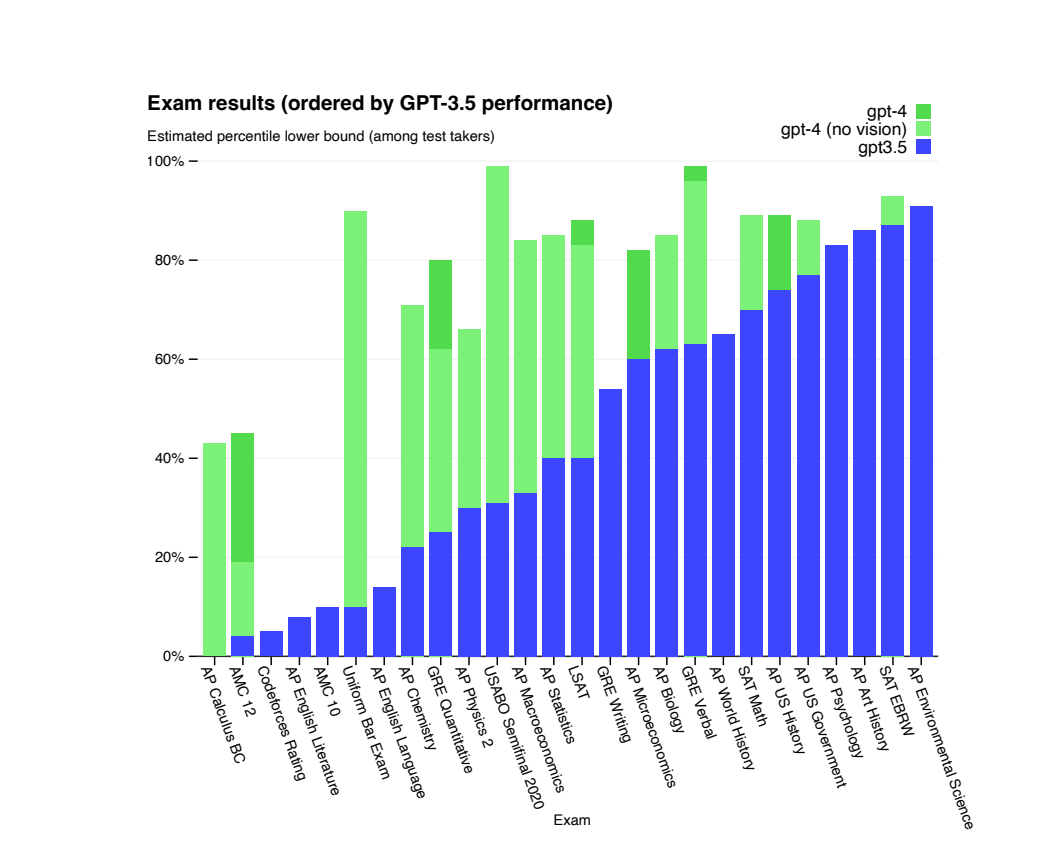 Exam results (ordered by GPT-3.5 performance)
Estimated percentile lower bound (among test takers)
gpt-4
gpt-4 (no vision)
gpt3.5
100%
80%
60%
40%
20%
0%
AP Calculus BC
AMC 12
Codeforces Rating
AP English Literature
AMC 10
Uniform Bar Exam
AP English Language
AP Chemistry
GRE Quantitative
AP Physics 2
USABO Semifinal 2020
AP Macroeconomics
AP Statistics
LSAT
GRE Writing
AP Microeconomics
AP Biology
GRE Verbal
AP World History
SAT Math
AP US History
AP US Government
AP Psychology
AP Art History
SAT EBRW
AP Environmental Science
Exam